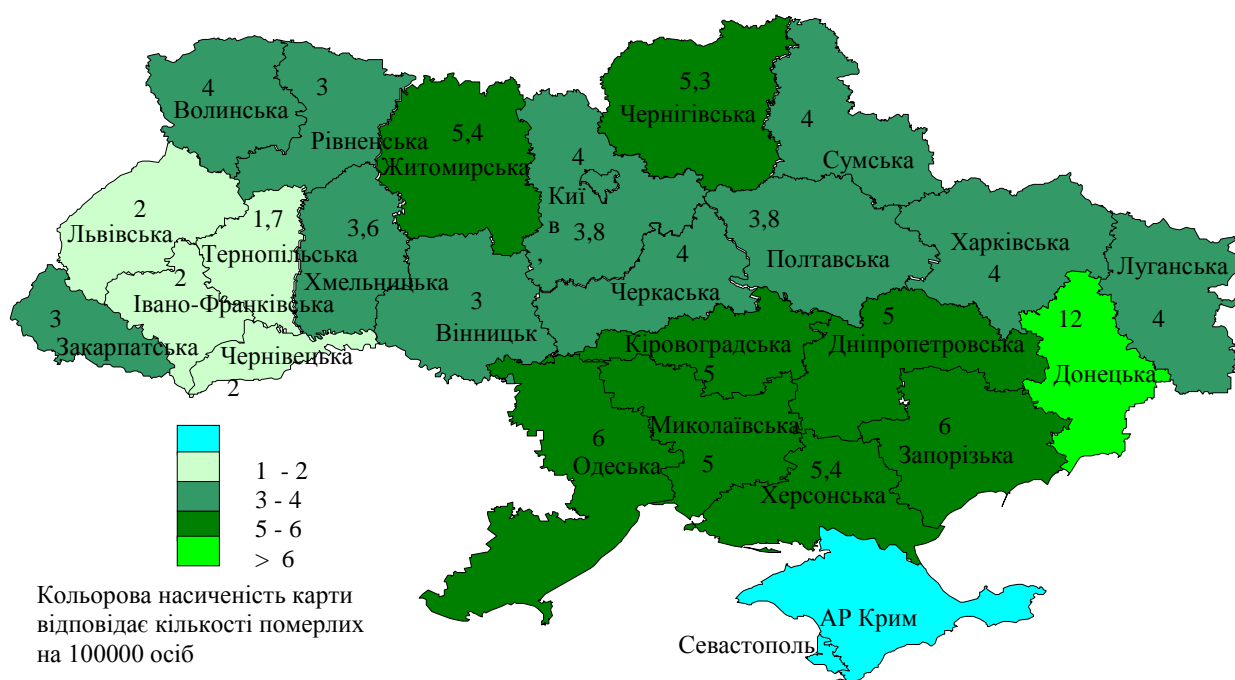 4
Волинська
3
Рівненська
5,4
Житомирська
5,3
Чернігівська
4
Сумська
4
Киї
в
3,8
,
2
Львівська
1,7
Тернопільська
3,6
Хмельницька
2
Івано-Франківська
3
Закарпатська
Чернівецька
2
3
Вінницьк
4
Черкаська
3,8
Полтавська
Харківська
4
Луганська
4
12
Донецька
Кіровоградська
5
5
Дніпропетровська
6
Одеська
Миколаївська
5
5,4
Херсонська
6
Запорізька
АР Крим
Севастополь
1 - 2
3 - 4
5 - 6
> 6
Кольорова насиченість карти
відповідає кількості померлих
на 100000 осіб